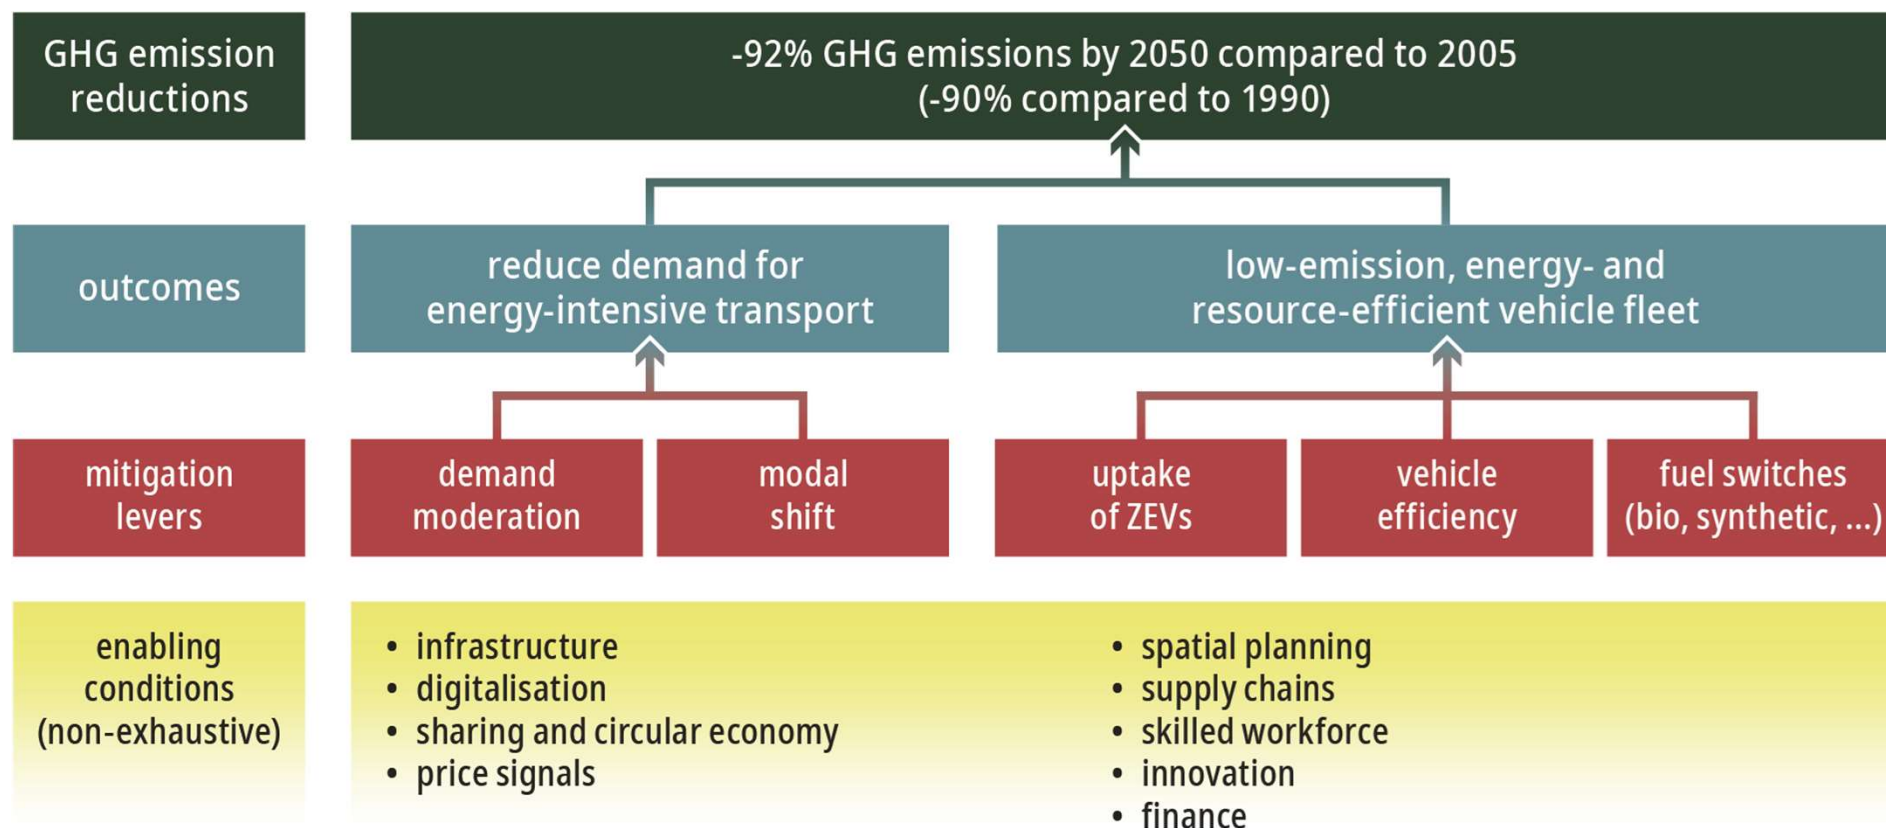 GHG emission
reductions
-92% GHG emissions by 2050 compared to 2005
(-90% compared to 1990)
outcomes
reduce demand for
energy-intensive transport
low-emission, energy- and
resource-efficient vehicle fleet
mitigation
levers
demand
moderation
modal
shift
uptake
of ZEVs
vehicle
efficiency
fuel switches
(bio, synthetic, ...)
enabling
conditions
(non-exhaustive)
• infrastructure
• digitalisation
• sharing and circular economy
• price signals
• spatial planning
• supply chains
• skilled workforce
• innovation
• finance